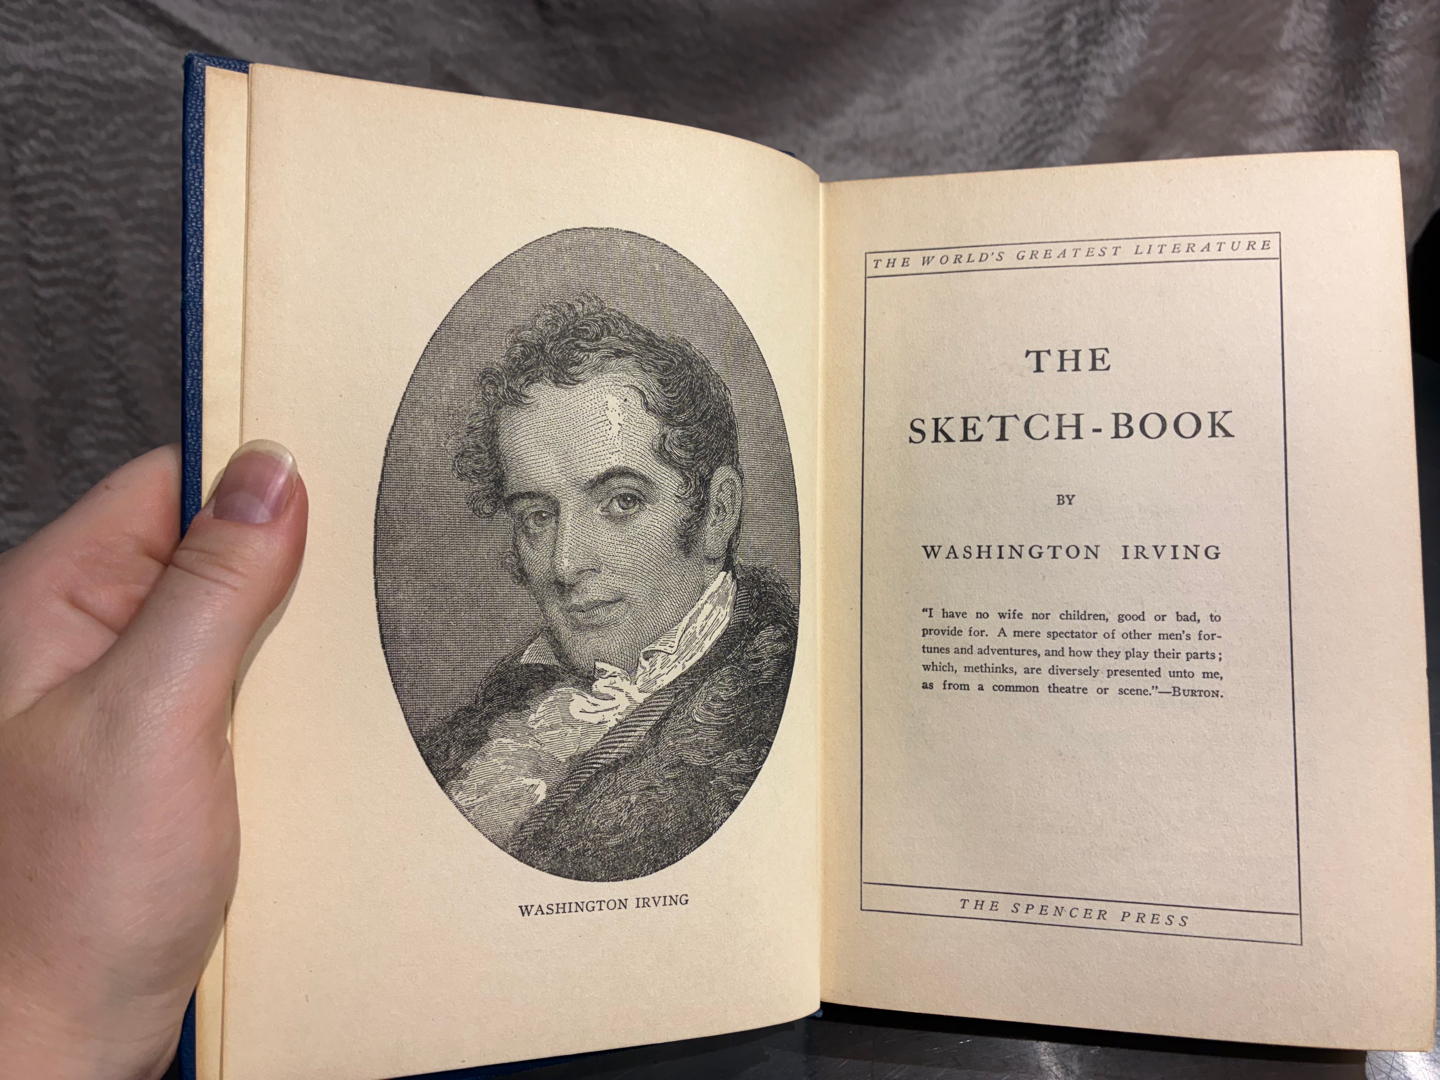 WASHINGTON IRVING
THE WORLD'S GREATEST LITERATURE
THE
SKETCH-BOOK
BY
WASHINGTON IRVING
"I have no wife nor children, good or bad, to
provide for. A mere spectator of other men's for-
tunes and adventures, and how they play their parts;
which, methinks, are diversely presented unto me,
as from a common theatre or scene."—BURTON.
THE SPENCER PRESS